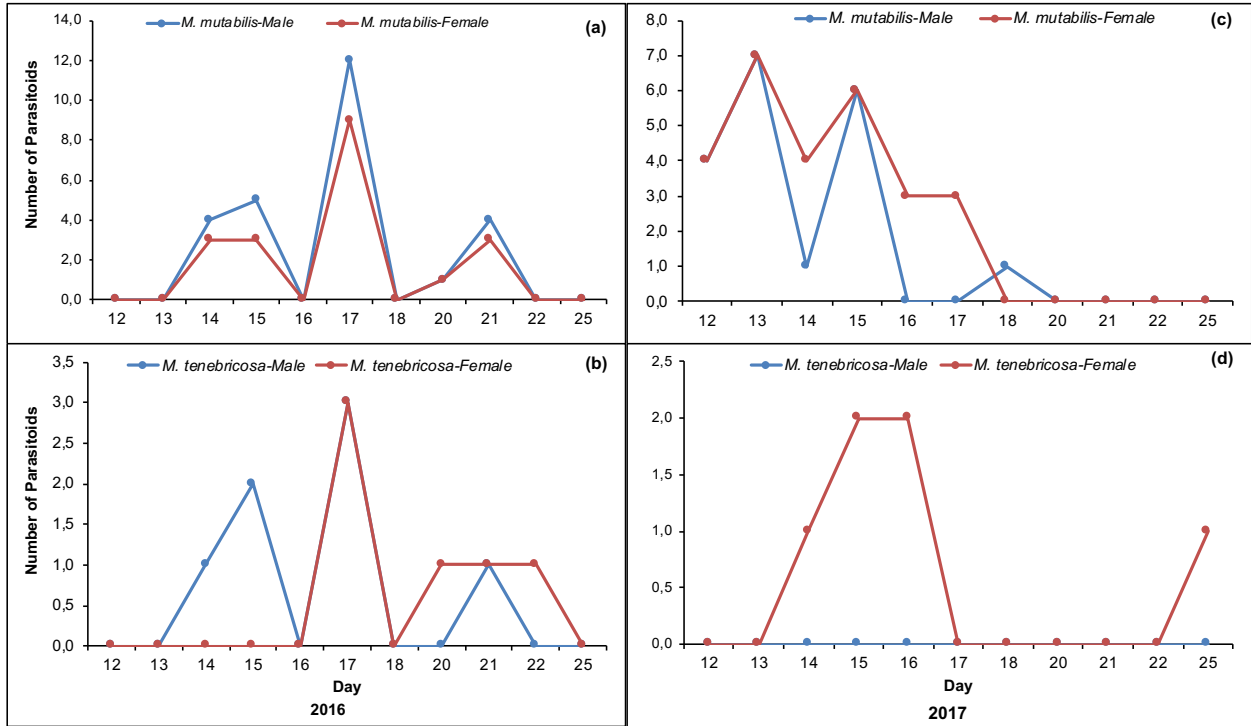 M. mutabilis-Male M. mutabilis-Female
(a)
14,0
12,0
10,0
8,0
6,0
4,0
2,0
0,0
Number of Parasitoids
12 13 14 15 16 17 18 20 21 22 25
M. mutabilis-Male M. mutabilis-Female
(c)
8,0
7,0
6,0
5,0
4,0
3,0
2,0
1,0
0,0
12 13 14 15 16 17 18 20 21 22 25
M. tenebricosa-Male M. tenebricosa-Female
(b)
3,5
3,0
2,5
2,0
1,5
1,0
0,5
0,0
Number of Parasitoids
12 13 14 15 16 17 18 20 21 22 25
Day
2016
M. tenebricosa-Male M. tenebricosa-Female
(d)
2,5
2,0
1,5
1,0
0,5
0,0
12 13 14 15 16 17 18 20 21 22 25
Day
2017